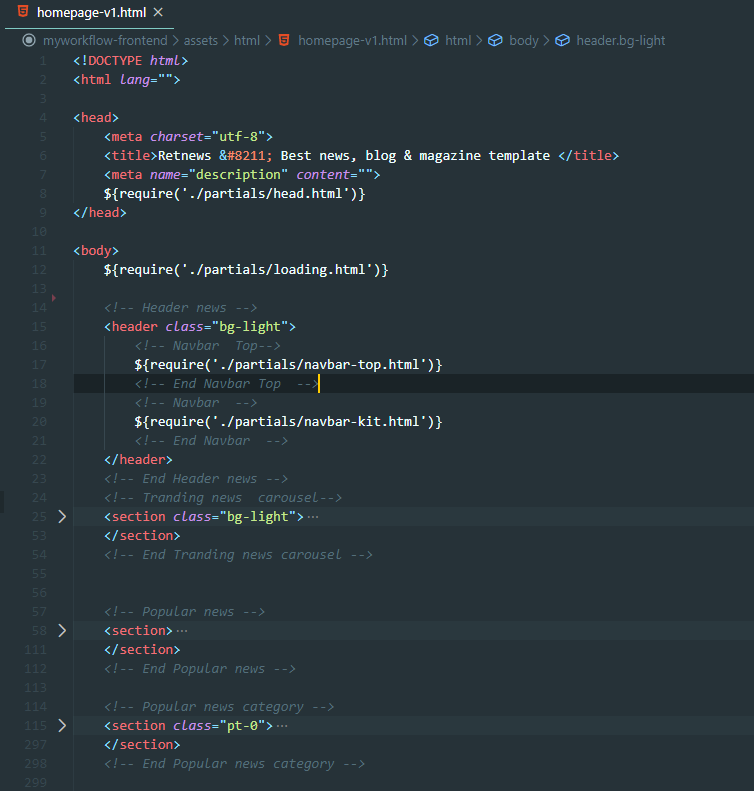 homepage-v1.html ×
myworkflow-frontend > assets > html > homepage-v1.html > html > body > header.bg-light
1 <!DOCTYPE html>
2 <html lang="">
3
4 <head>
5 <meta charset="utf-8">
6 <title>Retnews &#8211; Best news, blog & magazine template </title>
7 <meta name="description" content="">
8 ${require('./partials/head.html')}
9 </head>
10
11 <body>
12 ${require('./partials/loading.html')}
13
14 <!-- Header news -->
15 <header class="bg-light">
16 <!-- Navbar  Top-->
17 ${require('./partials/navbar-top.html')}
18 <!-- End Navbar Top  -->
19 <!-- Navbar  -->
20 ${require('./partials/navbar-kit.html')}
21 <!-- End Navbar  -->
22 </header>
23 <!-- End Header news -->
24 <!-- Tranding news  carousel-->
25 <section class="bg-light"> ···
53 </section>
54 <!-- End Tranding news carousel -->
55
56
57 <!-- Popular news -->
58 <section> ···
111 </section>
112 <!-- End Popular news -->
113
114 <!-- Popular news category -->
115 <section class="pt-0"> ···
297 </section>
298 <!-- End Popular news category -->
299